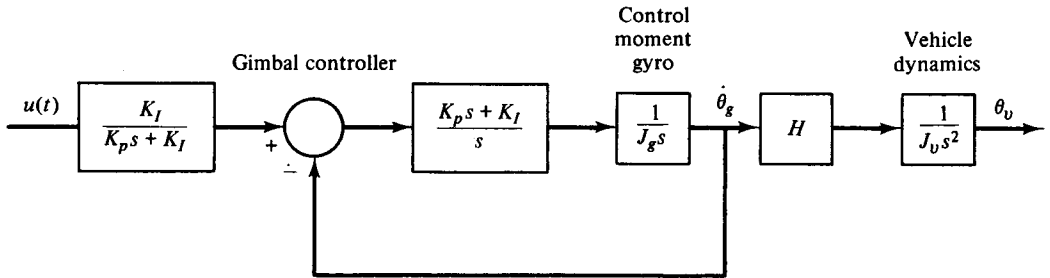 Control
moment
gyro
Vehicle
dynamics
Gimbal controller
u(t)
K_I
K_p s + K_I
K_p s + K_I
s
1
J_g s
θ̇_g
H
1
J_v s²
θ_v
+
−